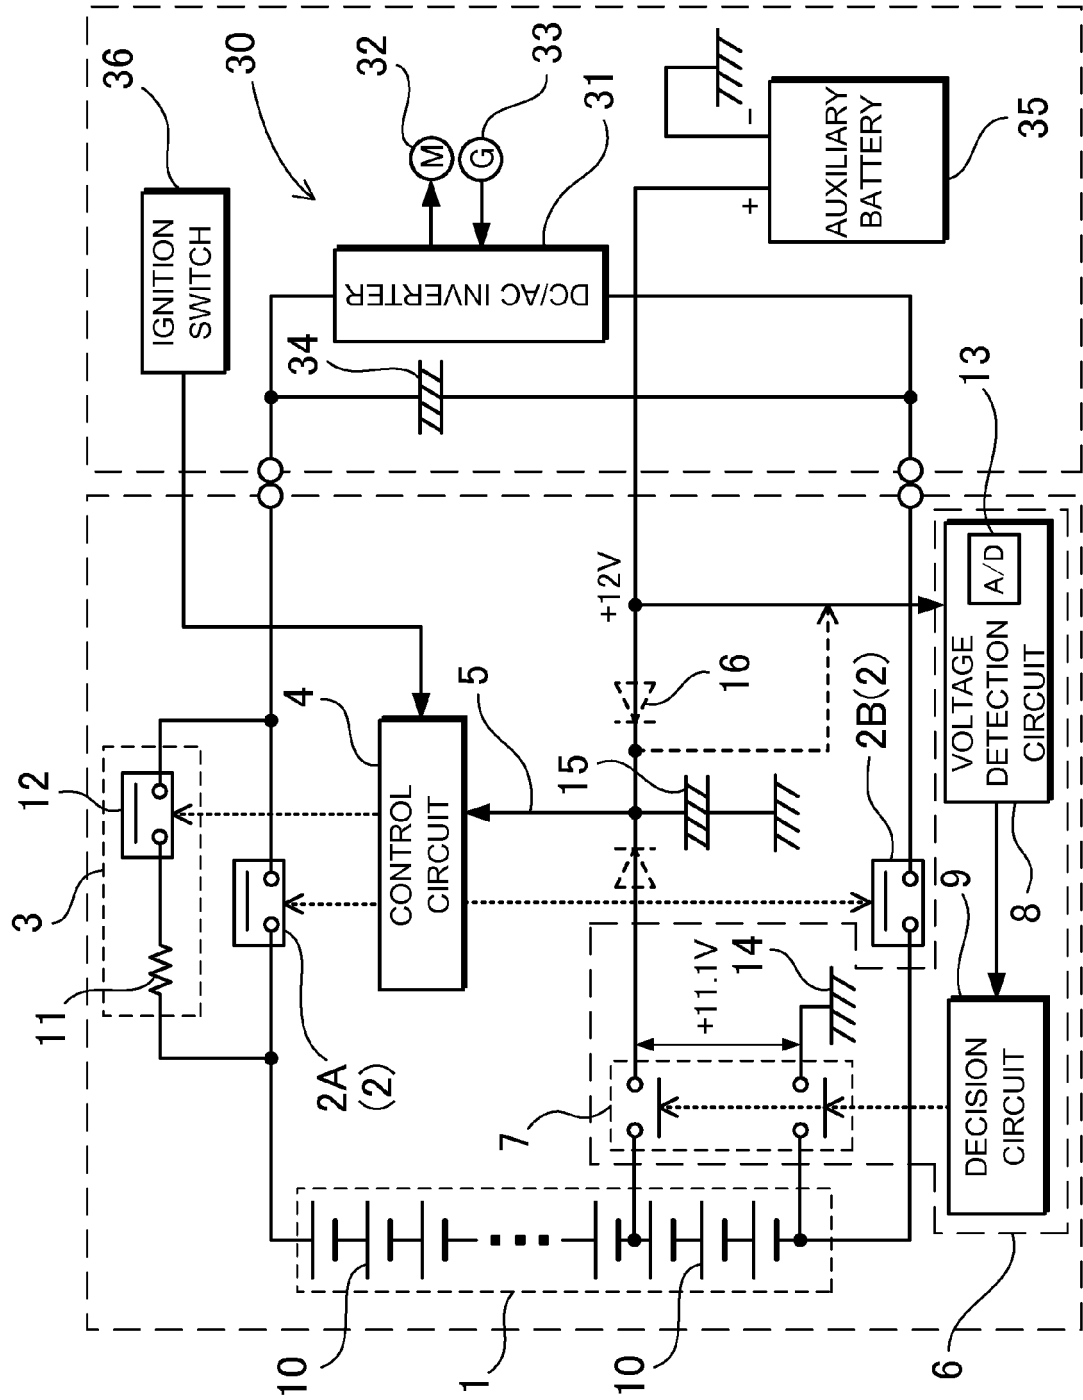 11
3
12
36
IGNITION
SWITCH
30
10
2A
(2)
4
34
32
CONTROL
CIRCUIT
DC/AC INVERTER
M
G
1
5
33
7
+12V
31
10
+11.1V
14
15
16
+
−
AUXILIARY
BATTERY
2B(2)
9
13
DECISION
CIRCUIT
VOLTAGE
DETECTION
CIRCUIT
A/D
6
8
35